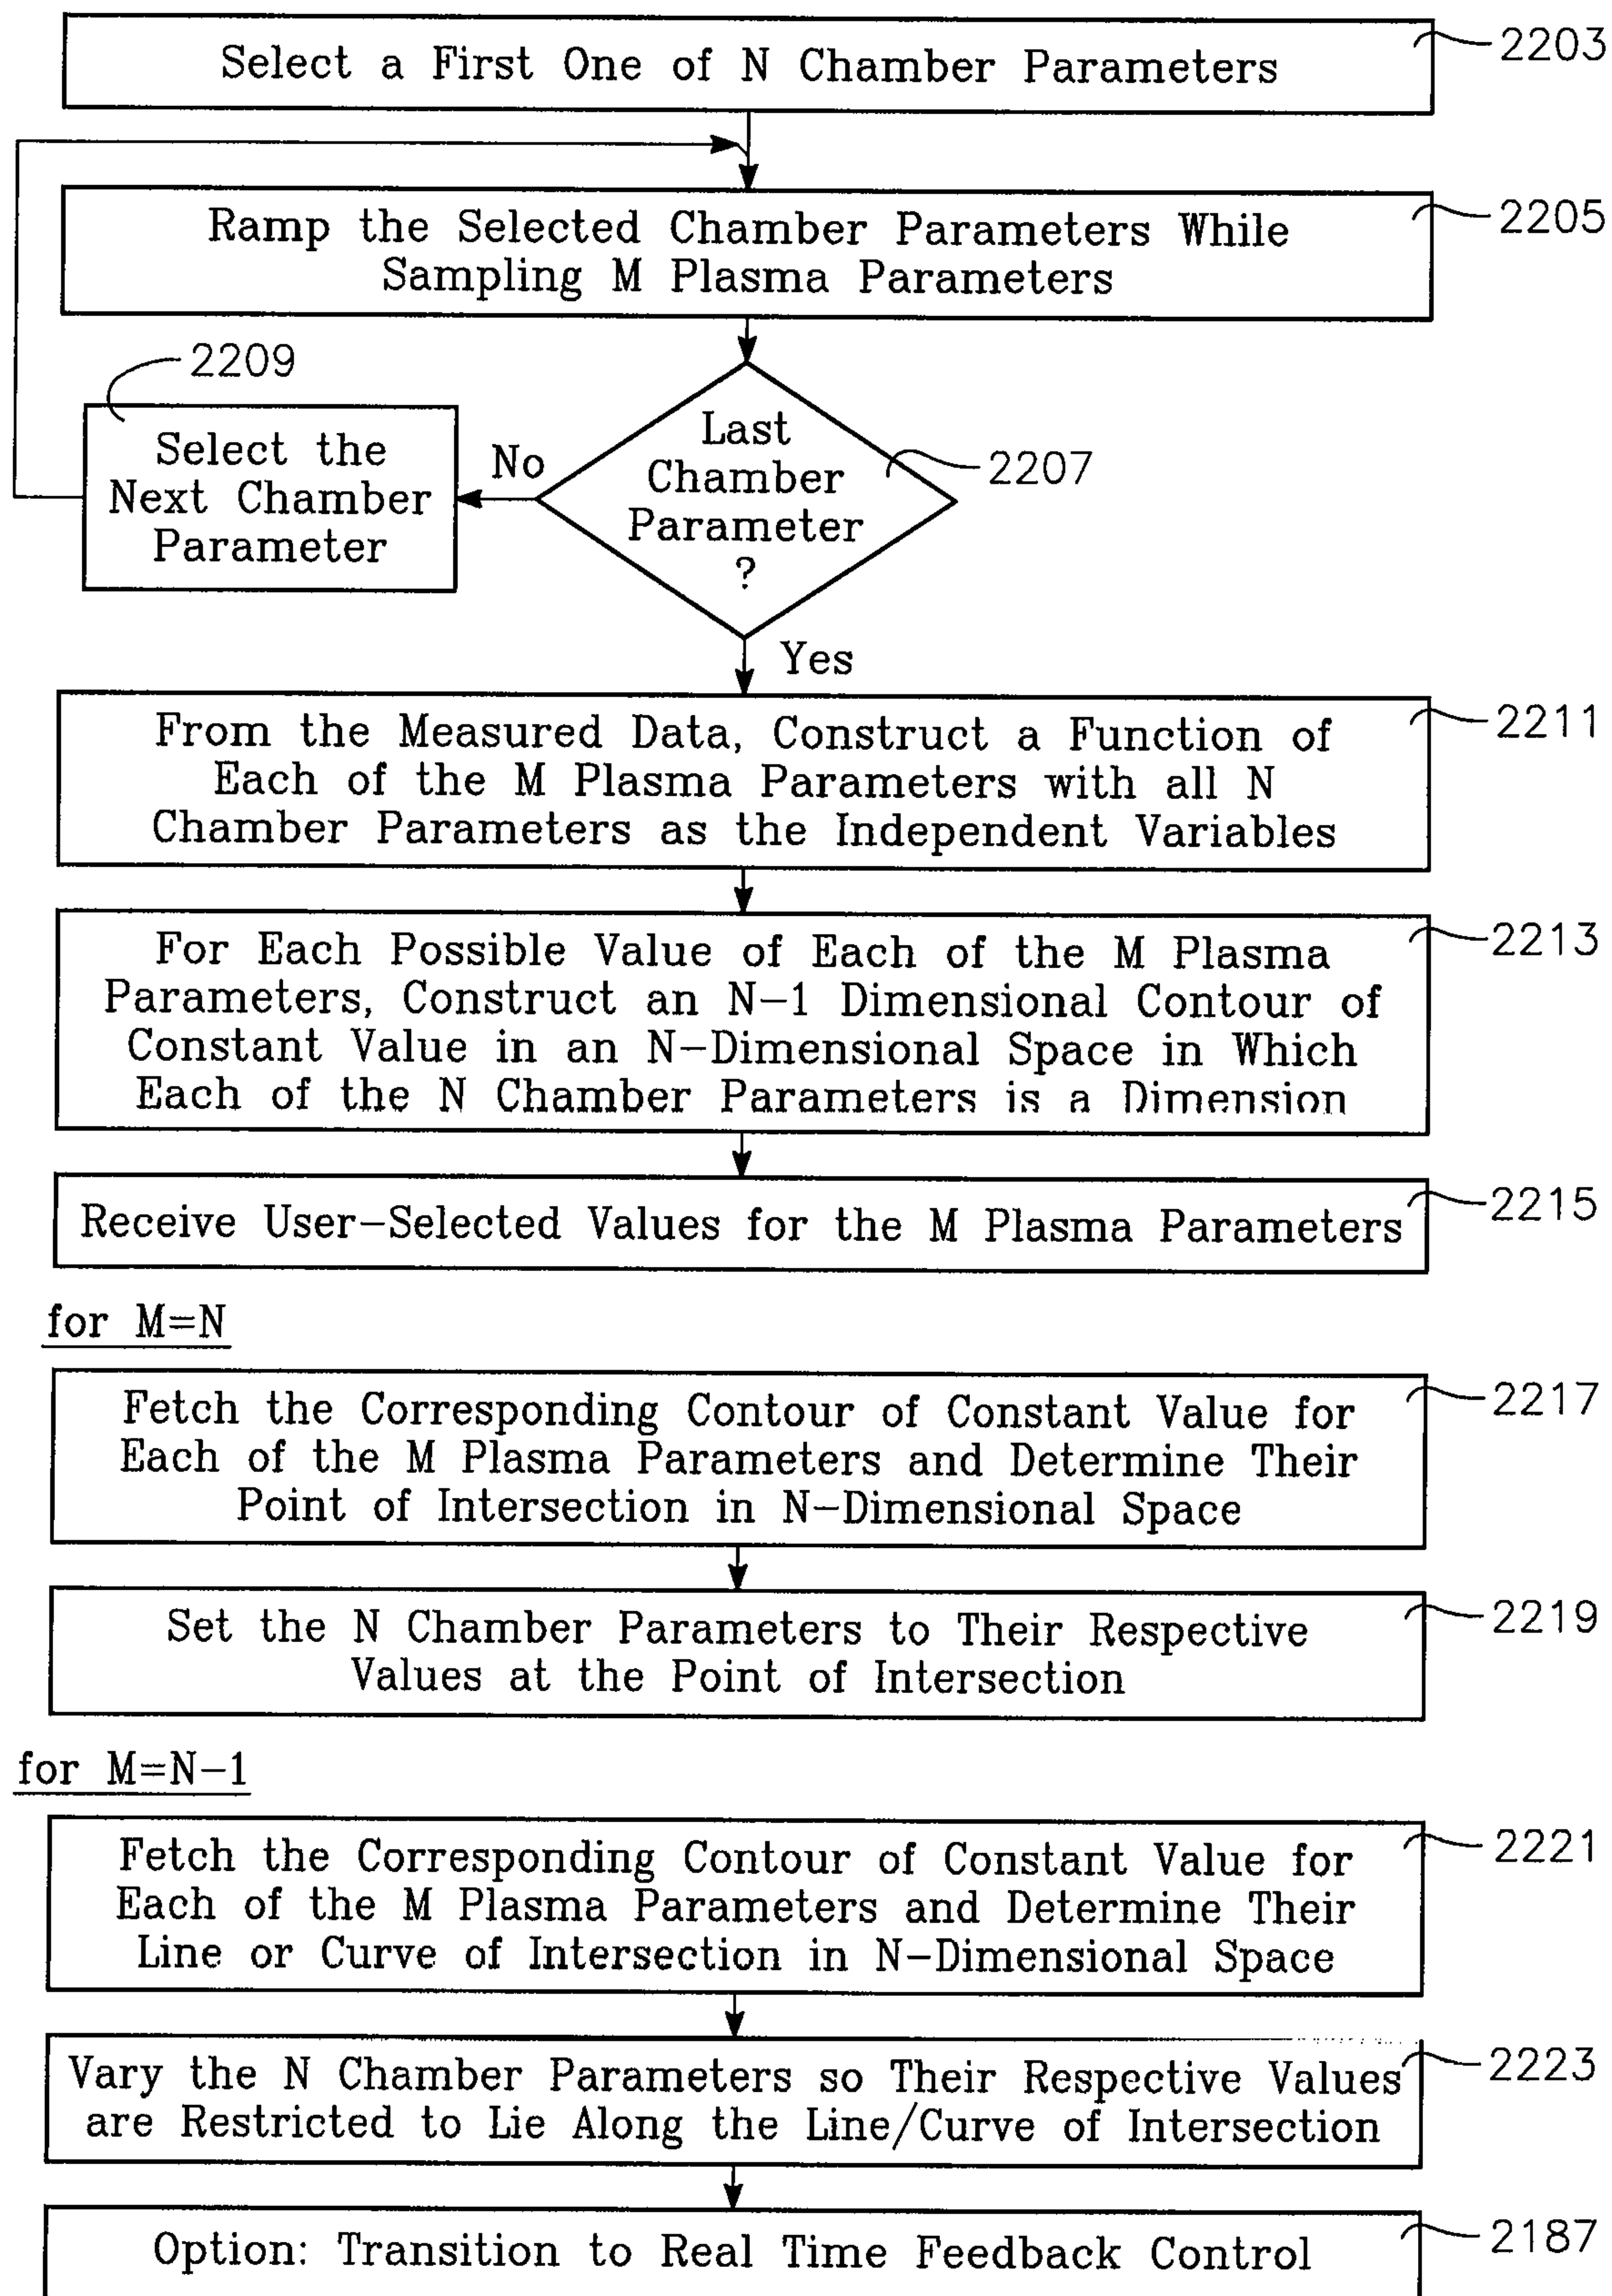 Select a First One of N Chamber Parameters
2203
Ramp the Selected Chamber Parameters While
Sampling M Plasma Parameters
2205
2209
Select the
Next Chamber
Parameter
No
Last
Chamber
Parameter
?
2207
Yes
From the Measured Data, Construct a Function of
Each of the M Plasma Parameters with all N
Chamber Parameters as the Independent Variables
2211
For Each Possible Value of Each of the M Plasma
Parameters, Construct an N-1 Dimensional Contour of
Constant Value in an N-Dimensional Space in Which
Each of the N Chamber Parameters is a Dimension
2213
Receive User-Selected Values for the M Plasma Parameters
2215
for M=N
Fetch the Corresponding Contour of Constant Value for
Each of the M Plasma Parameters and Determine Their
Point of Intersection in N-Dimensional Space
2217
Set the N Chamber Parameters to Their Respective
Values at the Point of Intersection
2219
for M=N-1
Fetch the Corresponding Contour of Constant Value for
Each of the M Plasma Parameters and Determine Their
Line or Curve of Intersection in N-Dimensional Space
2221
Vary the N Chamber Parameters so Their Respective Values
are Restricted to Lie Along the Line/Curve of Intersection
2223
Option: Transition to Real Time Feedback Control
2187